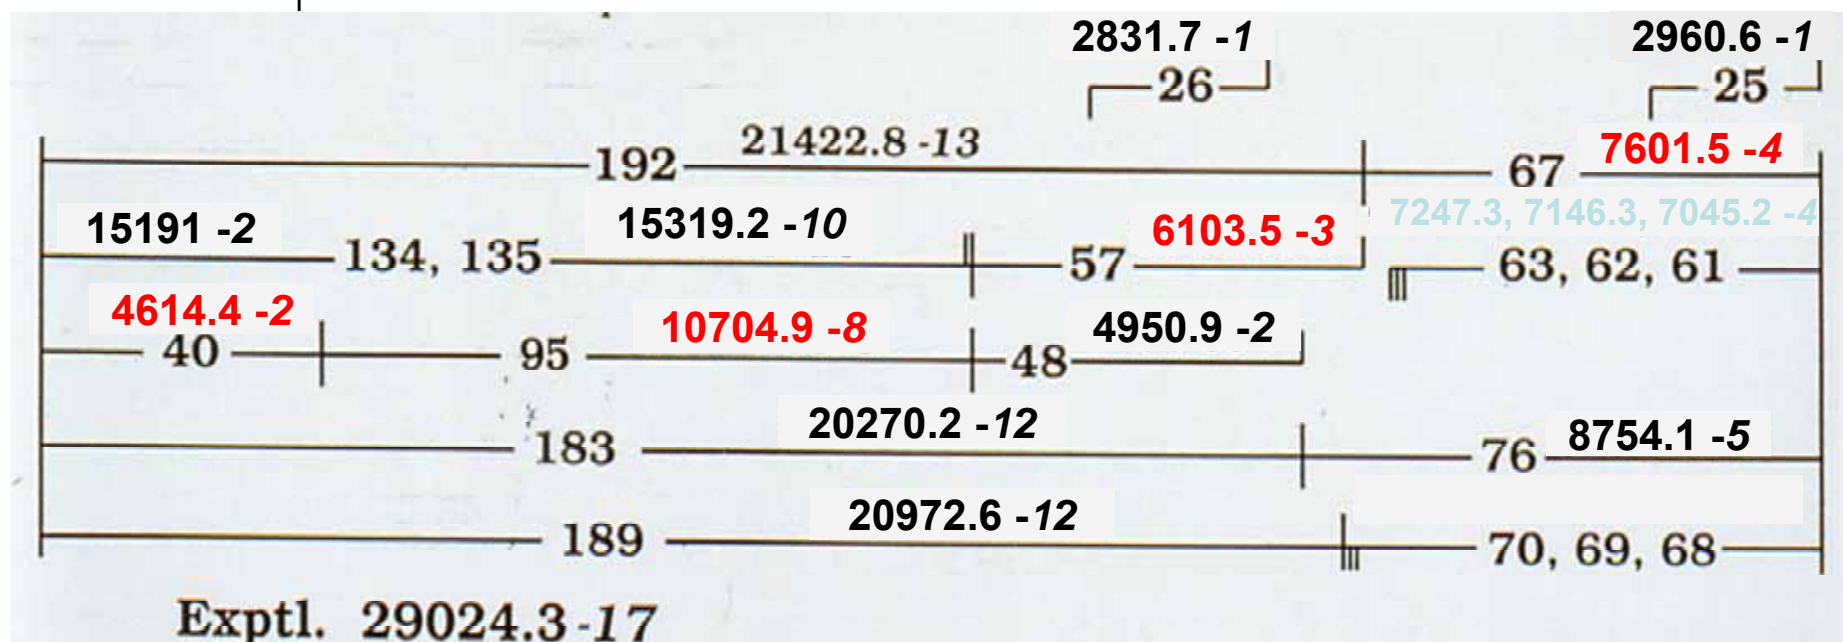 2831.7 -1 2960.6 -1
26 25
21422.8 -13 7601.5 -4
192 67
15191 -2 15319.2 -10 6103.5 -3 7247.3, 7146.3, 7045.2 -4
134, 135 57 63, 62, 61
4614.4 -2 10704.9 -8 4950.9 -2
40 95 48
20270.2 -12 8754.1 -5
183 76
20972.6 -12
189 70, 69, 68
Exptl. 29024.3 -17